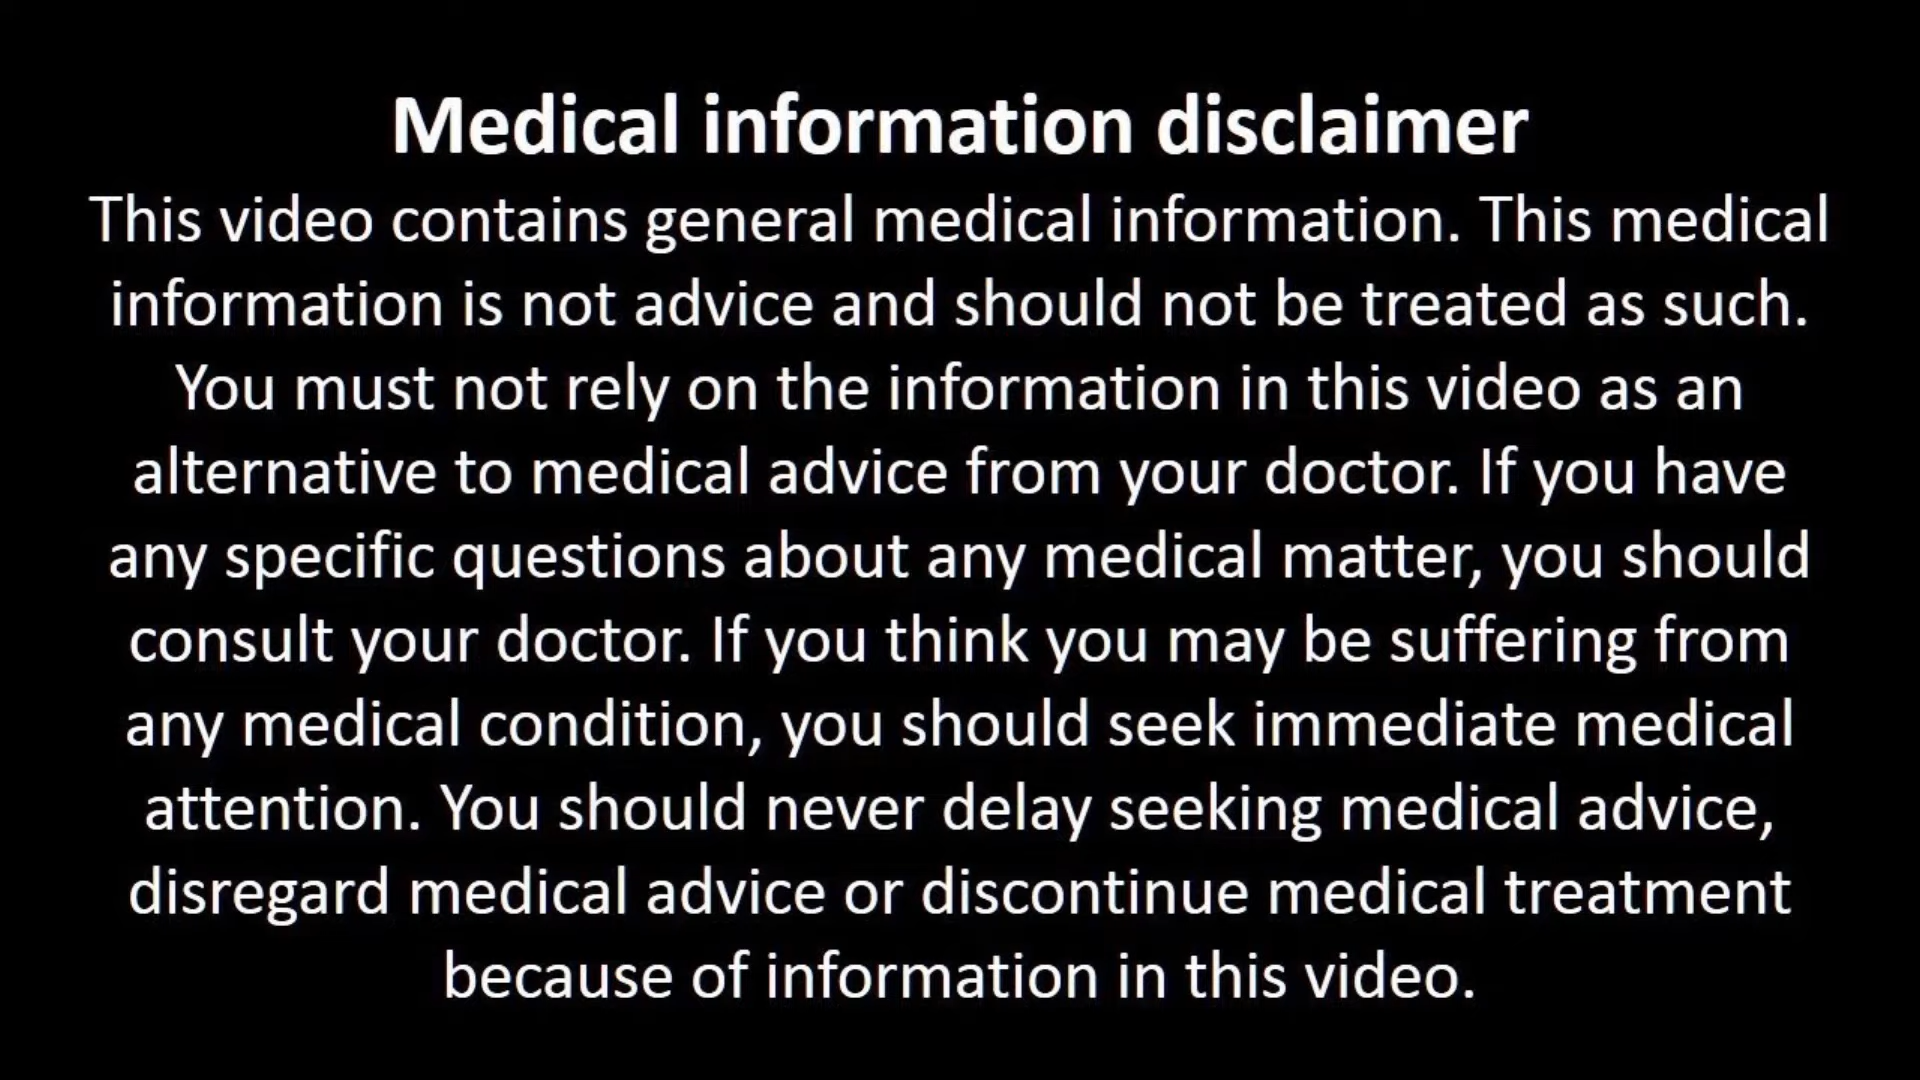 Medical information disclaimer
This video contains general medical information. This medical
information is not advice and should not be treated as such.
You must not rely on the information in this video as an
alternative to medical advice from your doctor. If you have
any specific questions about any medical matter, you should
consult your doctor. If you think you may be suffering from
any medical condition, you should seek immediate medical
attention. You should never delay seeking medical advice,
disregard medical advice or discontinue medical treatment
because of information in this video.